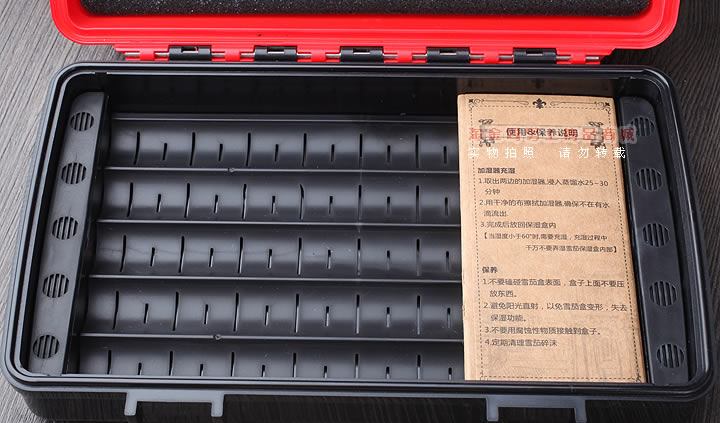 使用&保养说明
实物拍照 请勿转载
加湿器充湿
1.取出两边的加湿器,浸入蒸馏水25~30
分钟
2.用干净的布擦拭加湿器,确保不在有水
滴流出
3.完成后放回保湿盒内
【当湿度小于60°时,需要充湿，充湿过程中
千万不要弄湿雪茄保湿盒内部】
保养
1.不要磕碰雪茄盒表面，盒子上面不要压
放东西。
2.避免阳光直射，以免雪茄盒变形，失去
保湿功能。
3.不要用腐蚀性物质接触到盒子。
4.定期清理雪茄碎沫